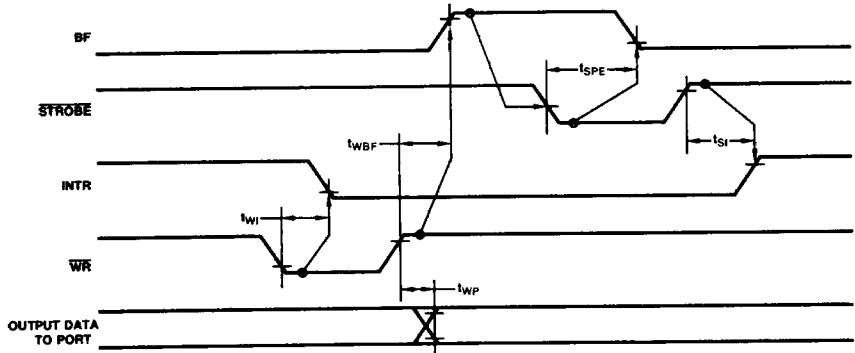 BF
tSPE
STROBE
tWBF
tSI
INTR
tWI
WR
tWP
OUTPUT DATA
TO PORT